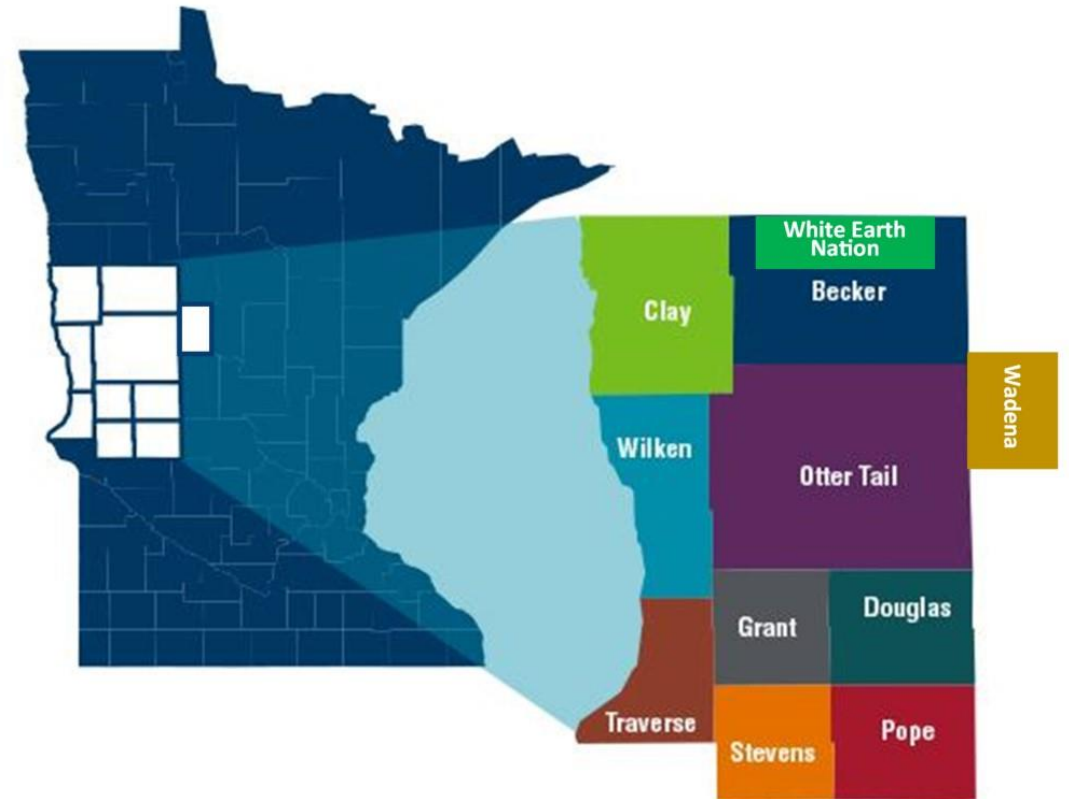 White Earth
Nation
Becker
Clay
Wadena
Wilken
Otter Tail
Douglas
Grant
Traverse
Pope
Stevens